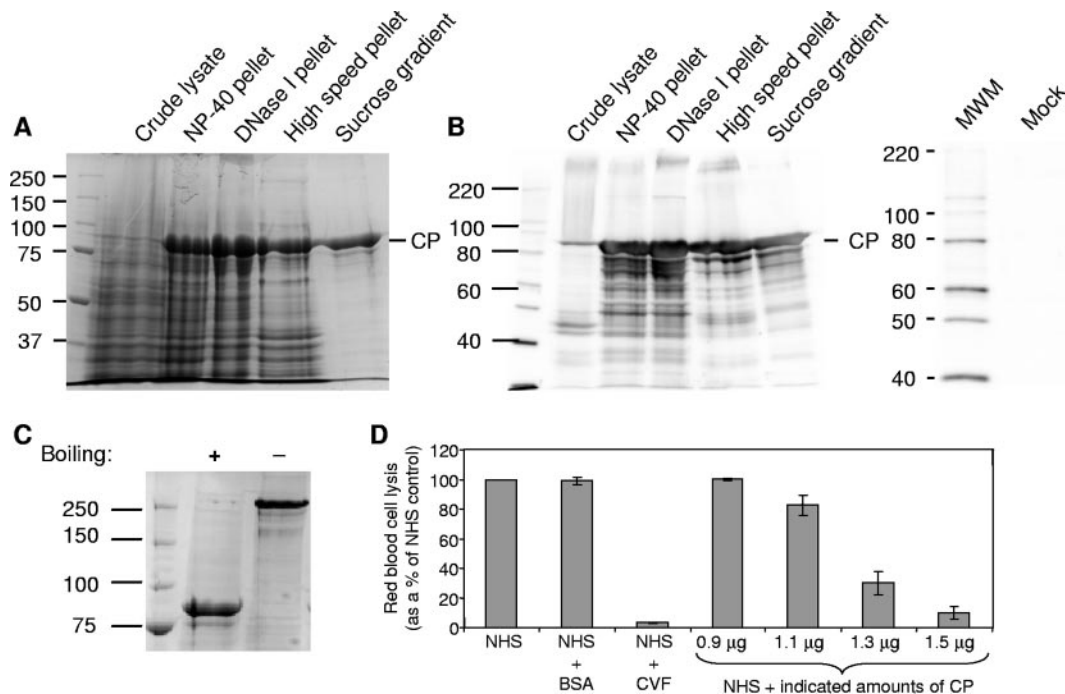 A
Crude lysate
NP-40 pellet
DNase I pellet
High speed pellet
Sucrose gradient
250
150
100
75
50
37
CP
B
Crude lysate
NP-40 pellet
DNase I pellet
High speed pellet
Sucrose gradient
220
100
80
60
40
CP
MWM
Mock
220
100
80
60
50
40
C
Boiling: + –
250
150
100
75
D
Red blood cell lysis
(as a % of NHS control)
120
100
80
60
40
20
0
NHS
NHS
+
BSA
NHS
+
CVF
0.9 µg 1.1 µg 1.3 µg 1.5 µg
NHS + indicated amounts of CP